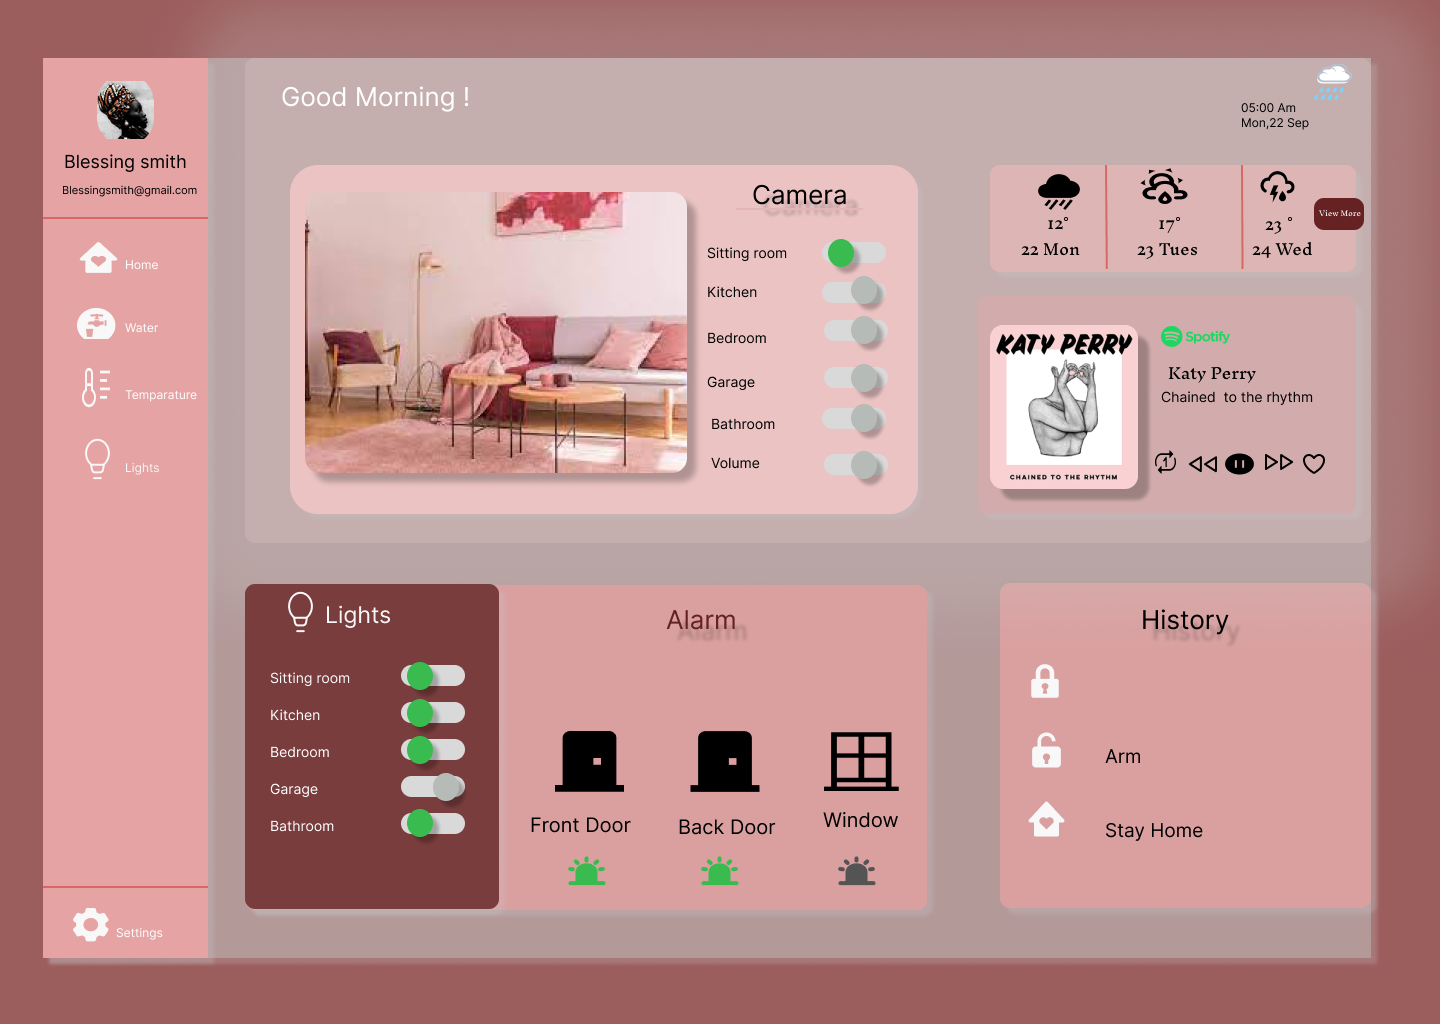 Blessing smith
Blessingsmith@gmail.com
Home
Water
Temparature
Lights
Settings
Good Morning !
05:00 Am
Mon,22 Sep
Camera
Sitting room
Kitchen
Bedroom
Garage
Bathroom
Volume
12°
22 Mon
17°
23 Tues
23 °
24 Wed
View More
KATY PERRY
CHAINED TO THE RHYTHM
Spotify
Katy Perry
Chained to the rhythm
1
Lights
Sitting room
Kitchen
Bedroom
Garage
Bathroom
Alarm
Front Door
Back Door
Window
History
Arm
Stay Home